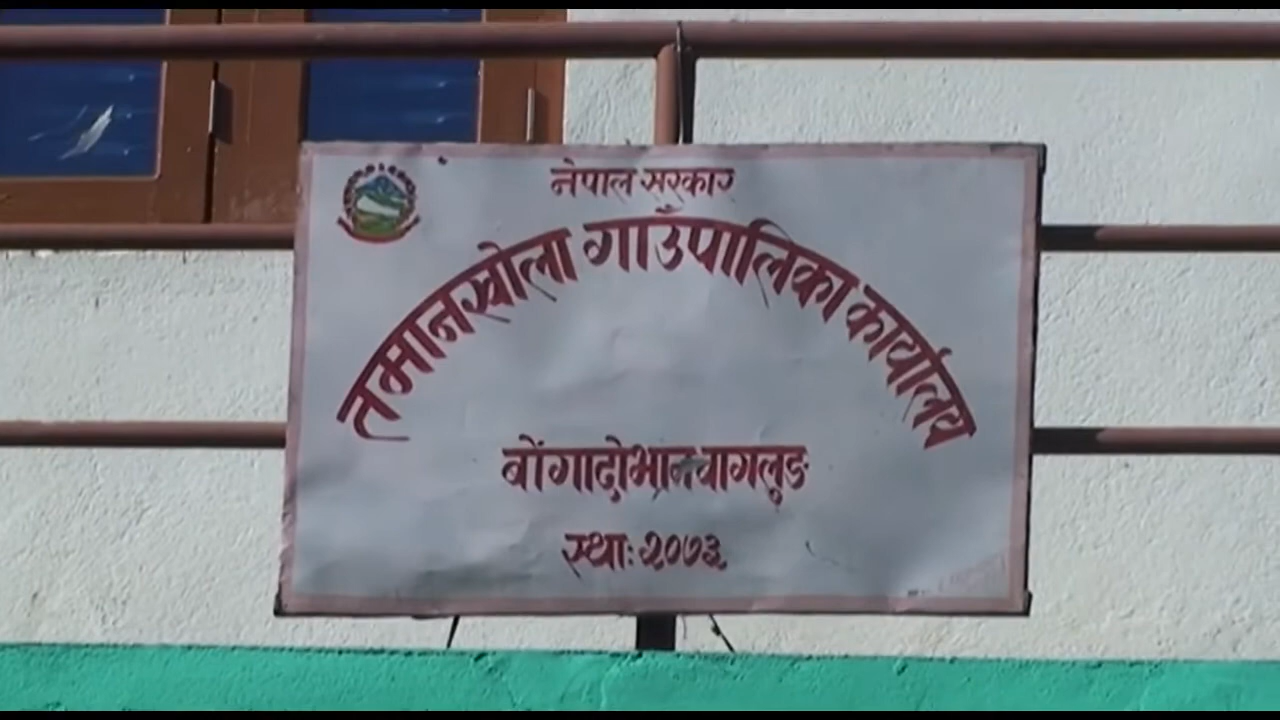 नेपाल सरकार
तमानखोला गाउँपालिका कार्यालय
बोंगादोभान बागलुङ
स्था: २०७३